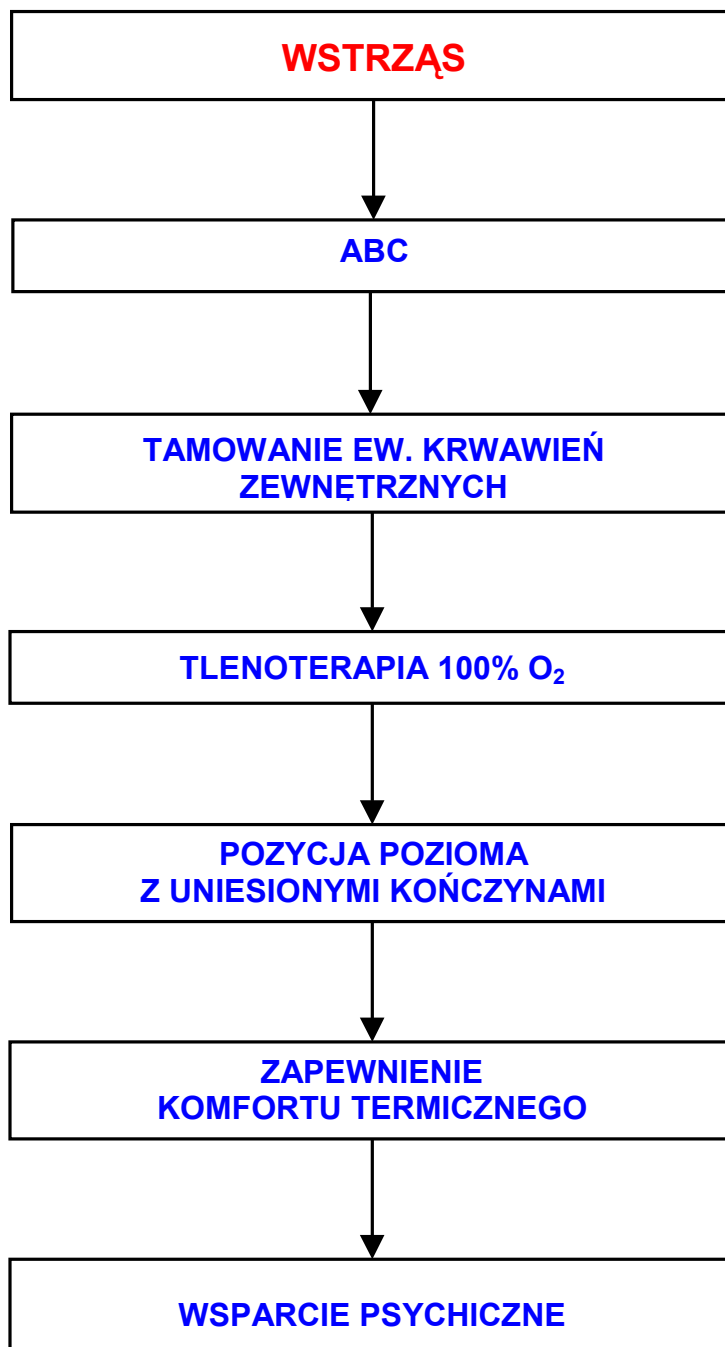 WSTRZĄS
ABC
TAMOWANIE EW. KRWAWIEŃ
ZEWNĘTRZNYCH
TLENOTERAPIA 100% O₂
POZYCJA POZIOMA
Z UNIESIONYMI KOŃCZYNAMI
ZAPEWNIENIE
KOMFORTU TERMICZNEGO
WSPARCIE PSYCHICZNE